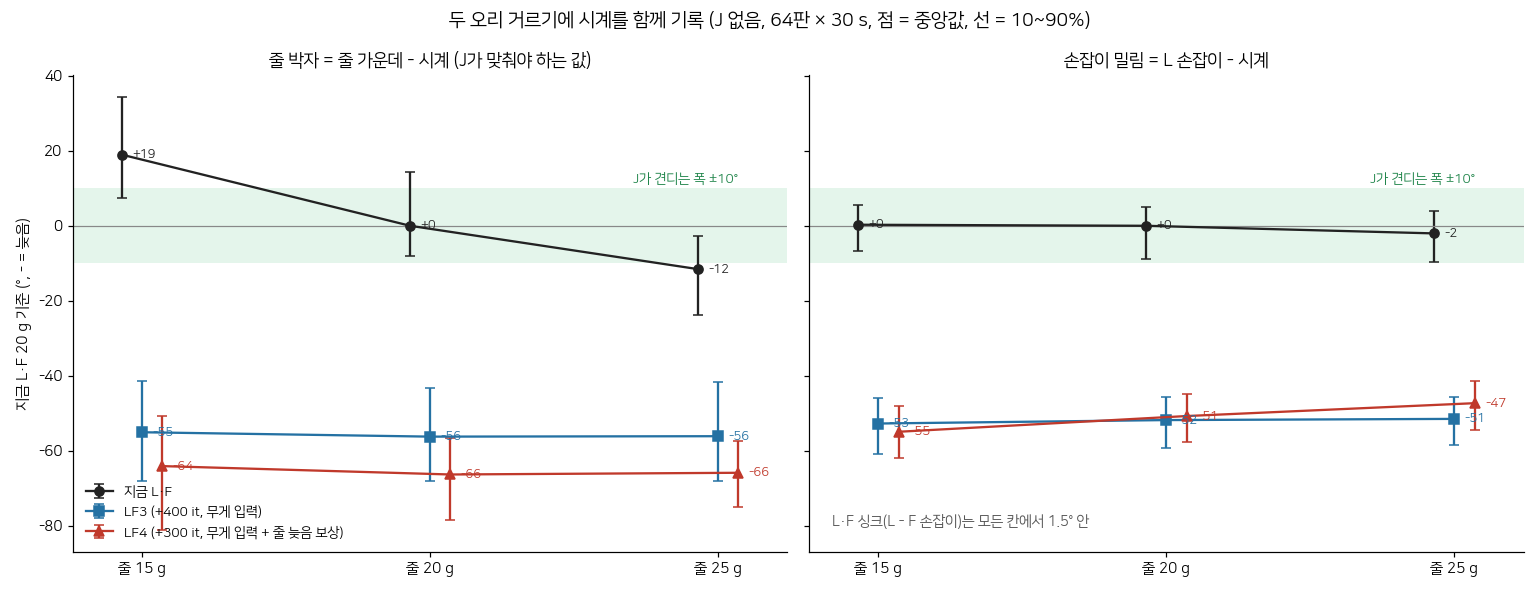 두 오리 거르기에 시계를 함께 기록 (J 없음, 64판 × 30 s, 점 = 중앙값, 선 = 10~90%)
줄 박자 = 줄 가운데 - 시계 (J가 맞춰야 하는 값)
손잡이 밀림 = L 손잡이 - 시계
지금 L·F 20 g 기준 (°, - = 늦음)
40
20
0
-20
-40
-60
-80
J가 견디는 폭 ±10°
+19
+0
-12
-55
-56
-56
-64
-66
-66
지금 L·F
LF3 (+400 it, 무게 입력)
LF4 (+300 it, 무게 입력 + 줄 늦음 보상)
줄 15 g
줄 20 g
줄 25 g
J가 견디는 폭 ±10°
+0
+0
-2
-53
-52
-51
-55
-51
-47
L·F 싱크(L - F 손잡이)는 모든 칸에서 1.5° 안
줄 15 g
줄 20 g
줄 25 g